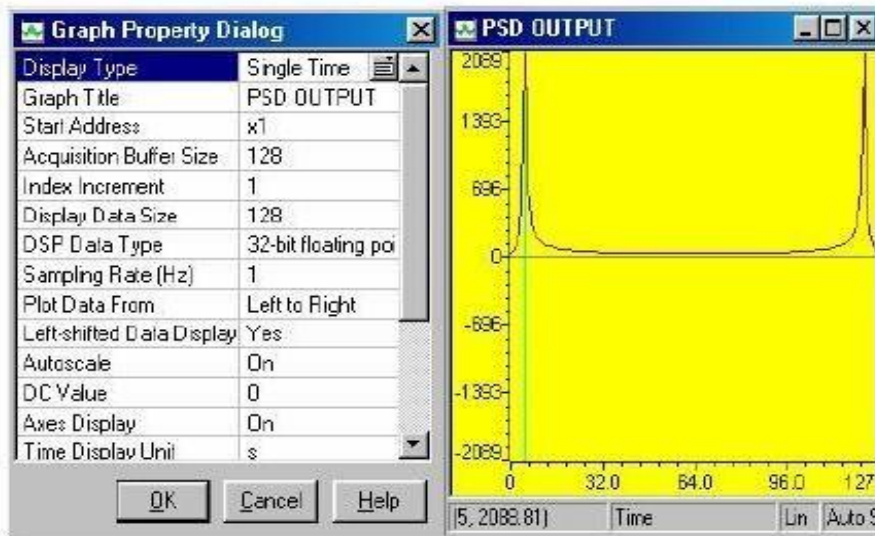 Graph Property Dialog
Display Type Single Time
Graph Title PSD OUTPUT
Start Address x1
Acquisition Buffer Size 128
Index Increment 1
Display Data Size 128
DSP Data Type 32-bit floating poi
Sampling Rate (Hz) 1
Plot Data From Left to Right
Left-shifted Data Display Yes
Autoscale On
DC Value 0
Axes Display On
Time Display Unit s
OK Cancel Help
PSD OUTPUT
2089
1393
696
0
-696
-1393
-2089
0 32.0 64.0 96.0 127
(5, 2088.81) Time Lin Auto S